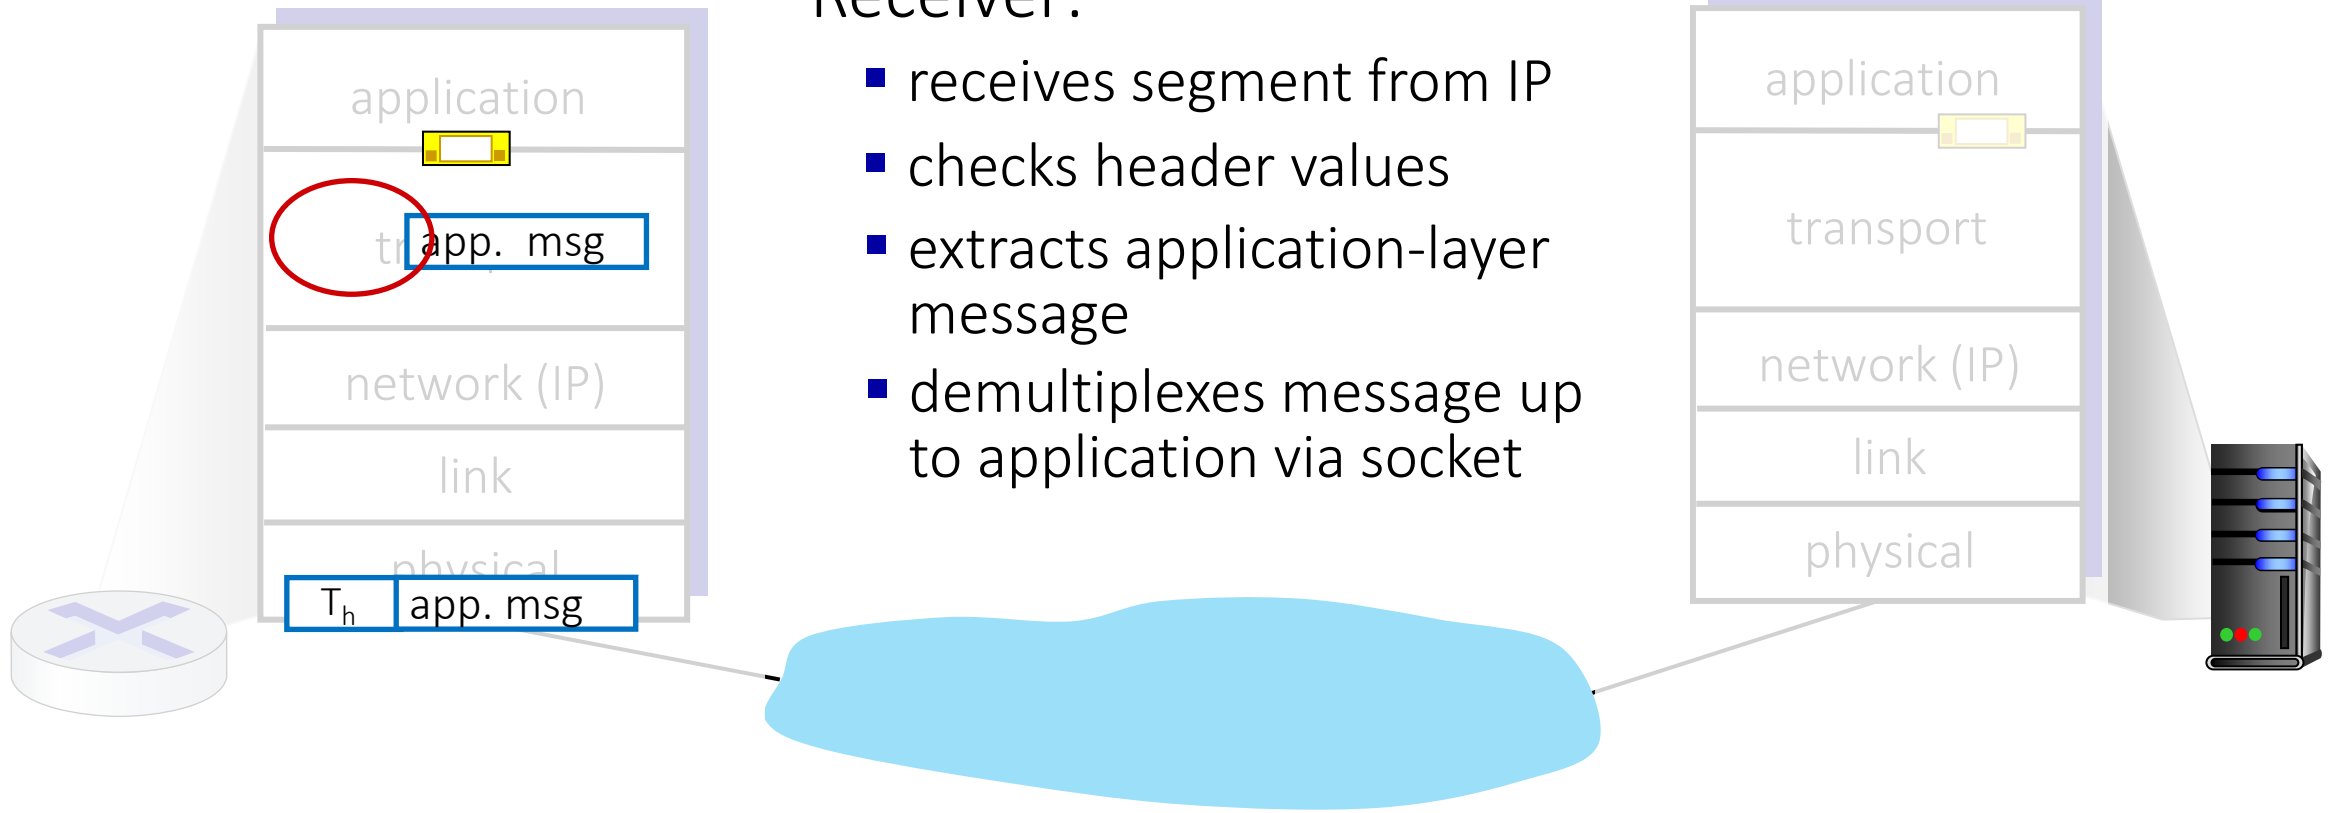 Receiver:
receives segment from IP
checks header values
extracts application-layer
message
demultiplexes message up
to application via socket
application
app. msg
network (IP)
link
physical
Th
app. msg
application
transport
network (IP)
link
physical